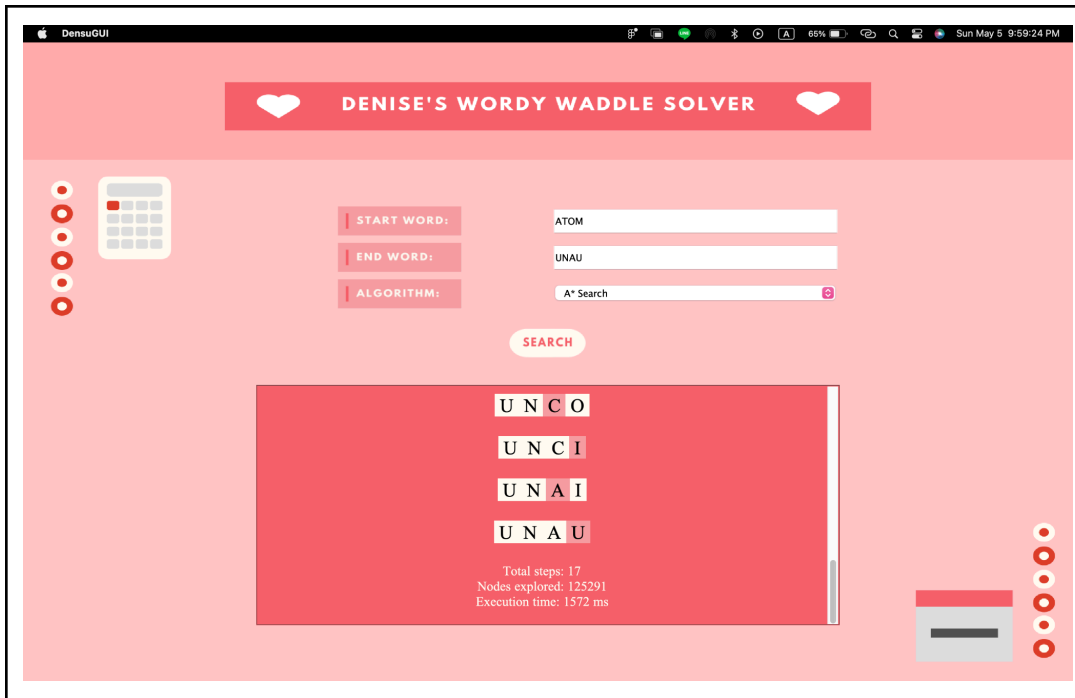 DensuGUI A 65% Sun May 5 9:59:24 PM
DENISE'S WORDY WADDLE SOLVER
START WORD: ATOM
END WORD: UNAU
ALGORITHM: A* Search
SEARCH
UNCO
UNCI
UNAI
UNAU
Total steps: 17
Nodes explored: 125291
Execution time: 1572 ms